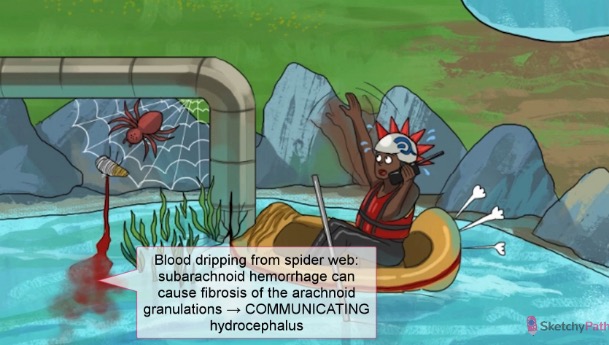 Blood dripping from spider web:
subarachnoid hemorrhage can
cause fibrosis of the arachnoid
granulations → COMMUNICATING
hydrocephalus
SketchyPath